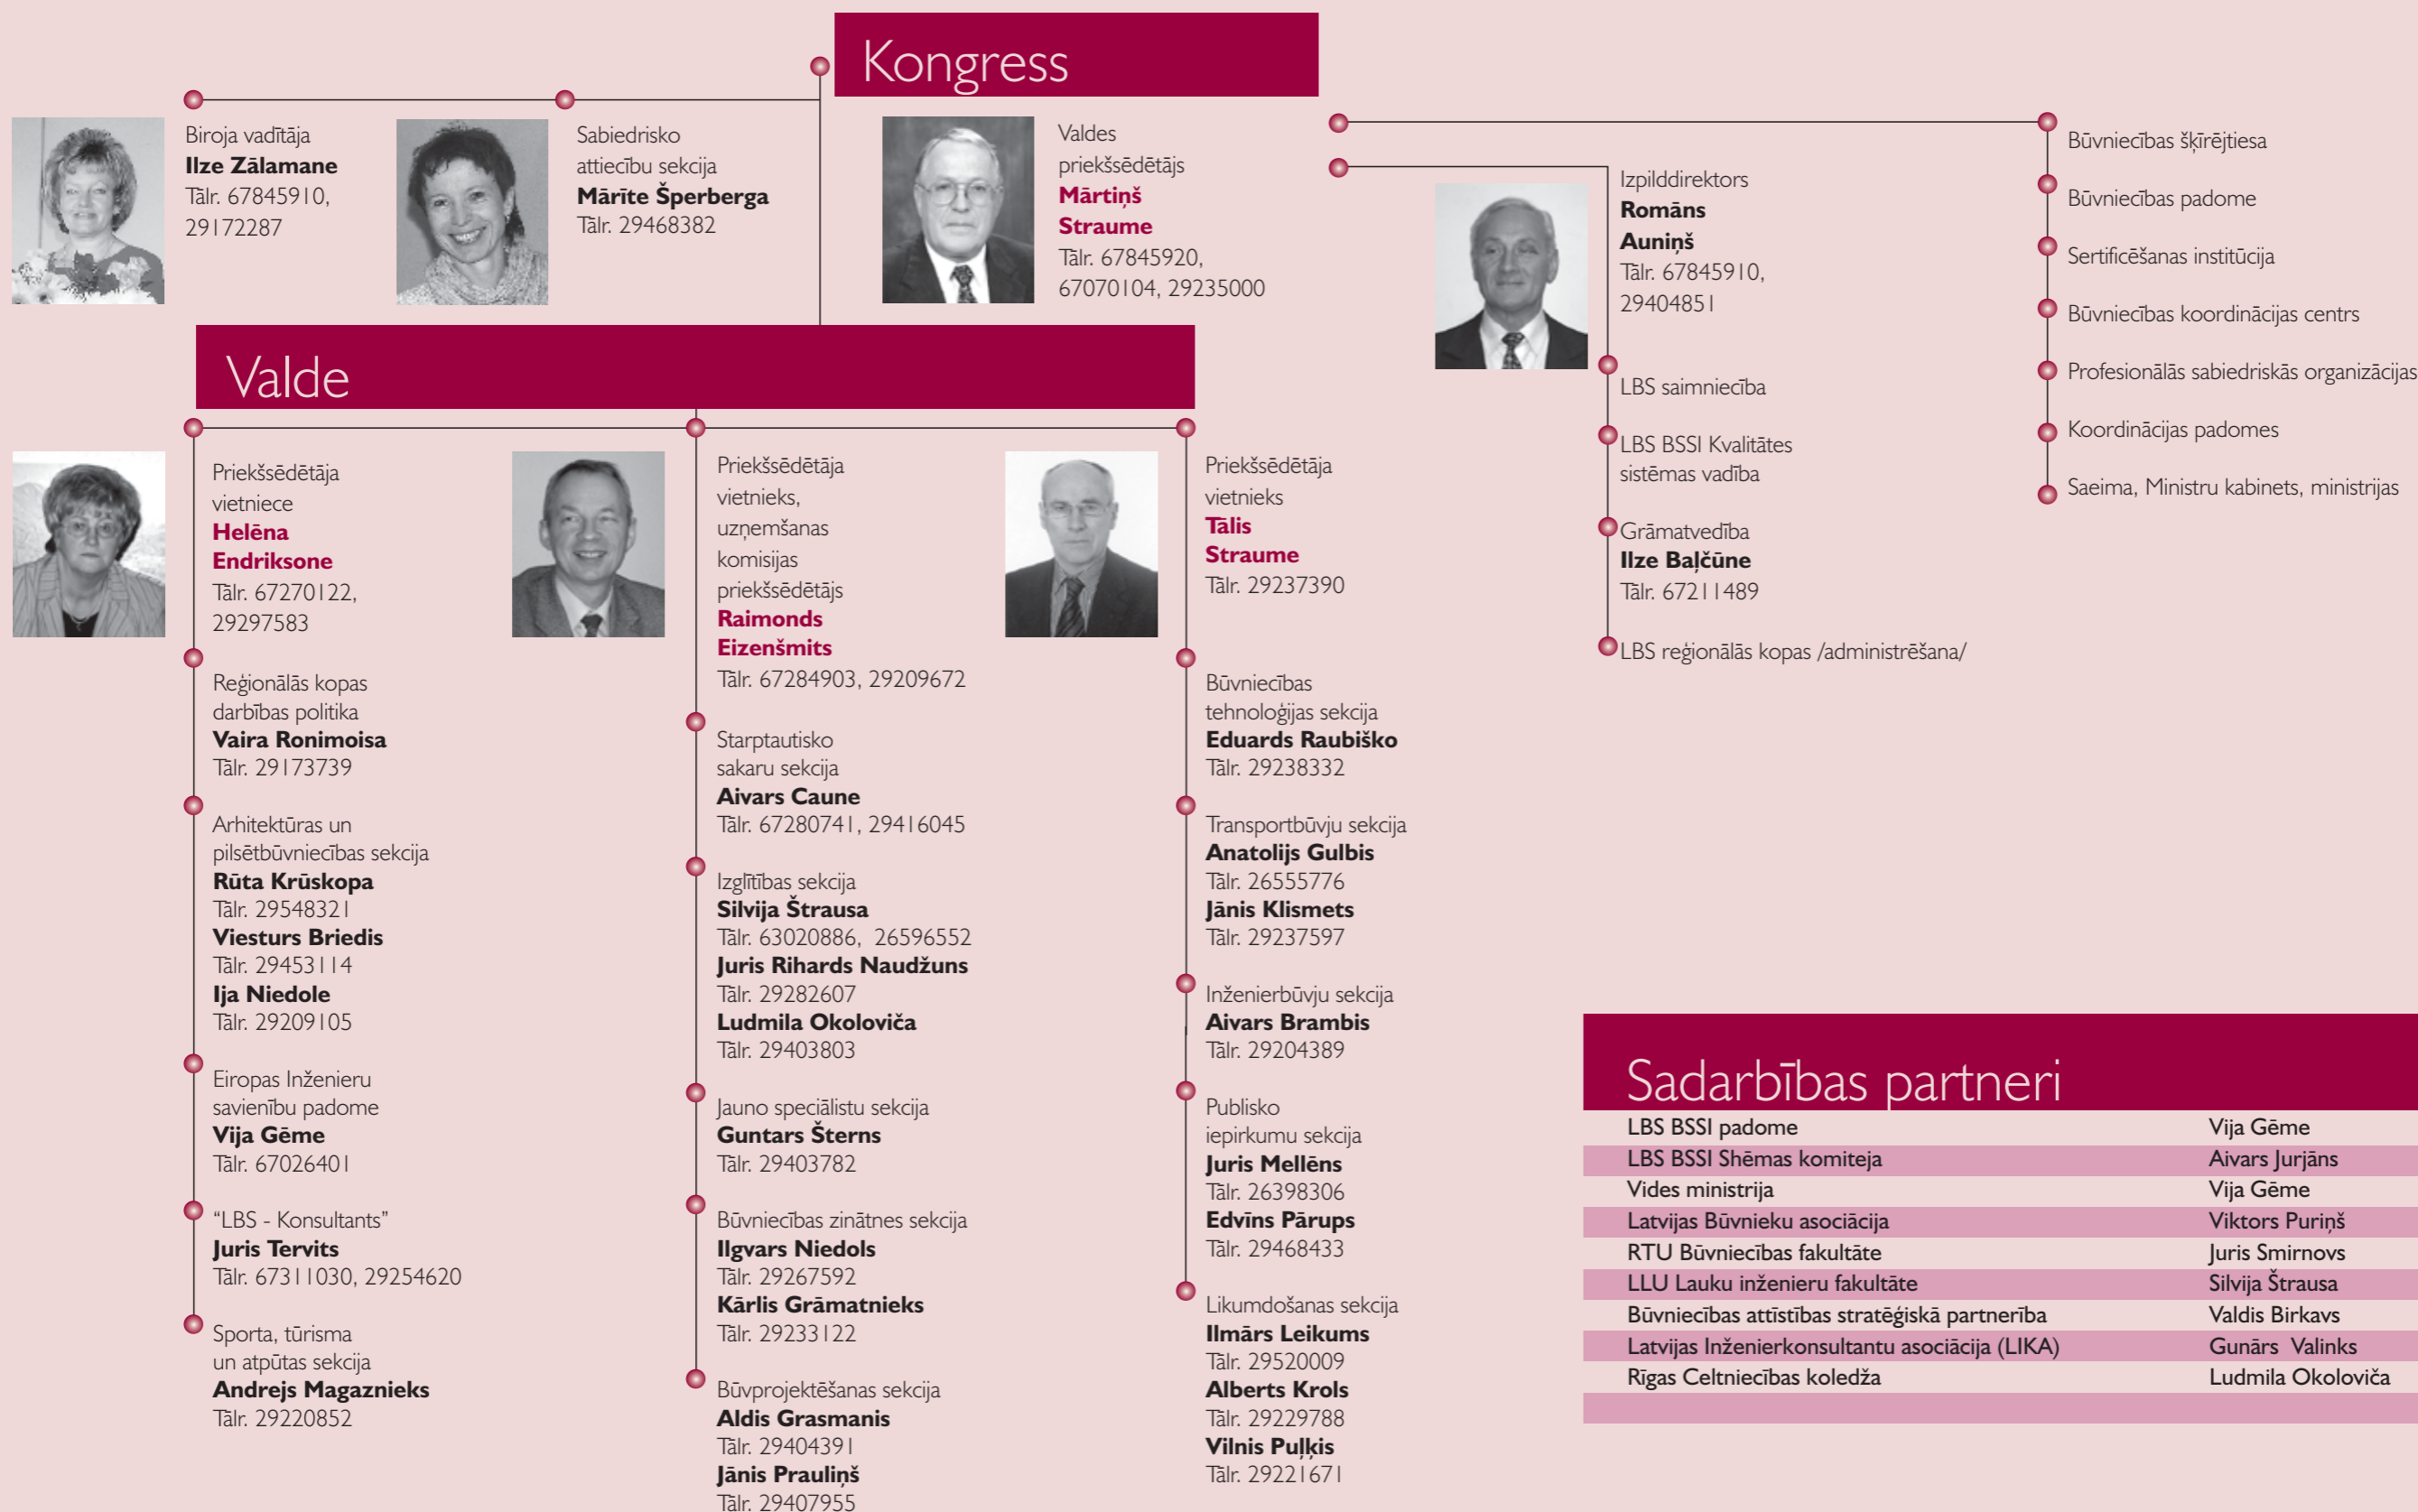 Kongress
Biroja vadītāja
Ilze Zālamane
Tālr. 67845910,
29172287
Sabiedrisko
attiecību sekcija
Mārīte Šperberga
Tālr. 29468382
Valdes
priekšsēdētājs
Mārtiņš
Straume
Tālr. 67845920,
67070104, 29235000
Izpilddirektors
Romāns
Auniņš
Tālr. 67845910,
29404851
LBS saimniecība
LBS BSSI Kvalitātes
sistēmas vadība
Grāmatvedība
Ilze Baļčūne
Tālr. 67211489
LBS reģionālās kopas /administrēšana/
Būvniecības šķīrējtiesa
Būvniecības padome
Sertificēšanas institūcija
Būvniecības koordinācijas centrs
Profesionālās sabiedriskās organizācijas
Koordinācijas padomes
Saeima, Ministru kabinets, ministrijas
Valde
Priekšsēdētāja
vietniece
Helēna
Endriksone
Tālr. 67270122,
29297583
Reģionālās kopas
darbības politika
Vaira Ronimoisa
Tālr. 29173739
Arhitektūras un
pilsētbūvniecības sekcija
Rūta Krūskopa
Tālr. 29548321
Viesturs Briedis
Tālr. 29453114
Ija Niedole
Tālr. 29209105
Eiropas Inženieru
savienību padome
Vija Gēme
Tālr. 67026401
“LBS - Konsultants”
Juris Tervits
Tālr. 67311030, 29254620
Sporta, tūrisma
un atpūtas sekcija
Andrejs Magaznieks
Tālr. 29220852
Priekšsēdētāja
vietnieks,
uzņemšanas
komisijas
priekšsēdētājs
Raimonds
Eizenšmits
Tālr. 67284903, 29209672
Starptautisko
sakaru sekcija
Aivars Caune
Tālr. 67280741, 29416045
Izglītības sekcija
Silvija Štrausa
Tālr. 63020886, 26596552
Juris Rihards Naudžuns
Tālr. 29282607
Ludmila Okoloviča
Tālr. 29403803
Jauno speciālistu sekcija
Guntars Šterns
Tālr. 29403782
Būvniecības zinātnes sekcija
Ilgvars Niedols
Tālr. 29267592
Kārlis Grāmatnieks
Tālr. 29233122
Būvprojektēšanas sekcija
Aldis Grasmanis
Tālr. 29404391
Jānis Prauliņš
Tālr. 29407955
Priekšsēdētāja
vietnieks
Tālis
Straume
Tālr. 29237390
Būvniecības
tehnoloģijas sekcija
Eduards Raubiško
Tālr. 29238332
Transportbūvju sekcija
Anatolijs Gulbis
Tālr. 26555776
Jānis Klismets
Tālr. 29237597
Inženierbūvju sekcija
Aivars Brambis
Tālr. 29204389
Publisko
iepirkumu sekcija
Juris Mellēns
Tālr. 26398306
Edvīns Pārups
Tālr. 29468433
Likumdošanas sekcija
Ilmārs Leikums
Tālr. 29520009
Alberts Krols
Tālr. 29229788
Vilnis Puļķis
Tālr. 29221671
Sadarbības partneri
LBS BSSI padome Vija Gēme
LBS BSSI Shēmas komiteja Aivars Jurjāns
Vides ministrija Vija Gēme
Latvijas Būvnieku asociācija Viktors Puriņš
RTU Būvniecības fakultāte Juris Smirnovs
LLU Lauku inženieru fakultāte Silvija Štrausa
Būvniecības attīstības stratēģiskā partnerība Valdis Birkavs
Latvijas Inženierkonsultantu asociācija (LIKA) Gunārs Valinks
Rīgas Celtniecības koledža Ludmila Okoloviča